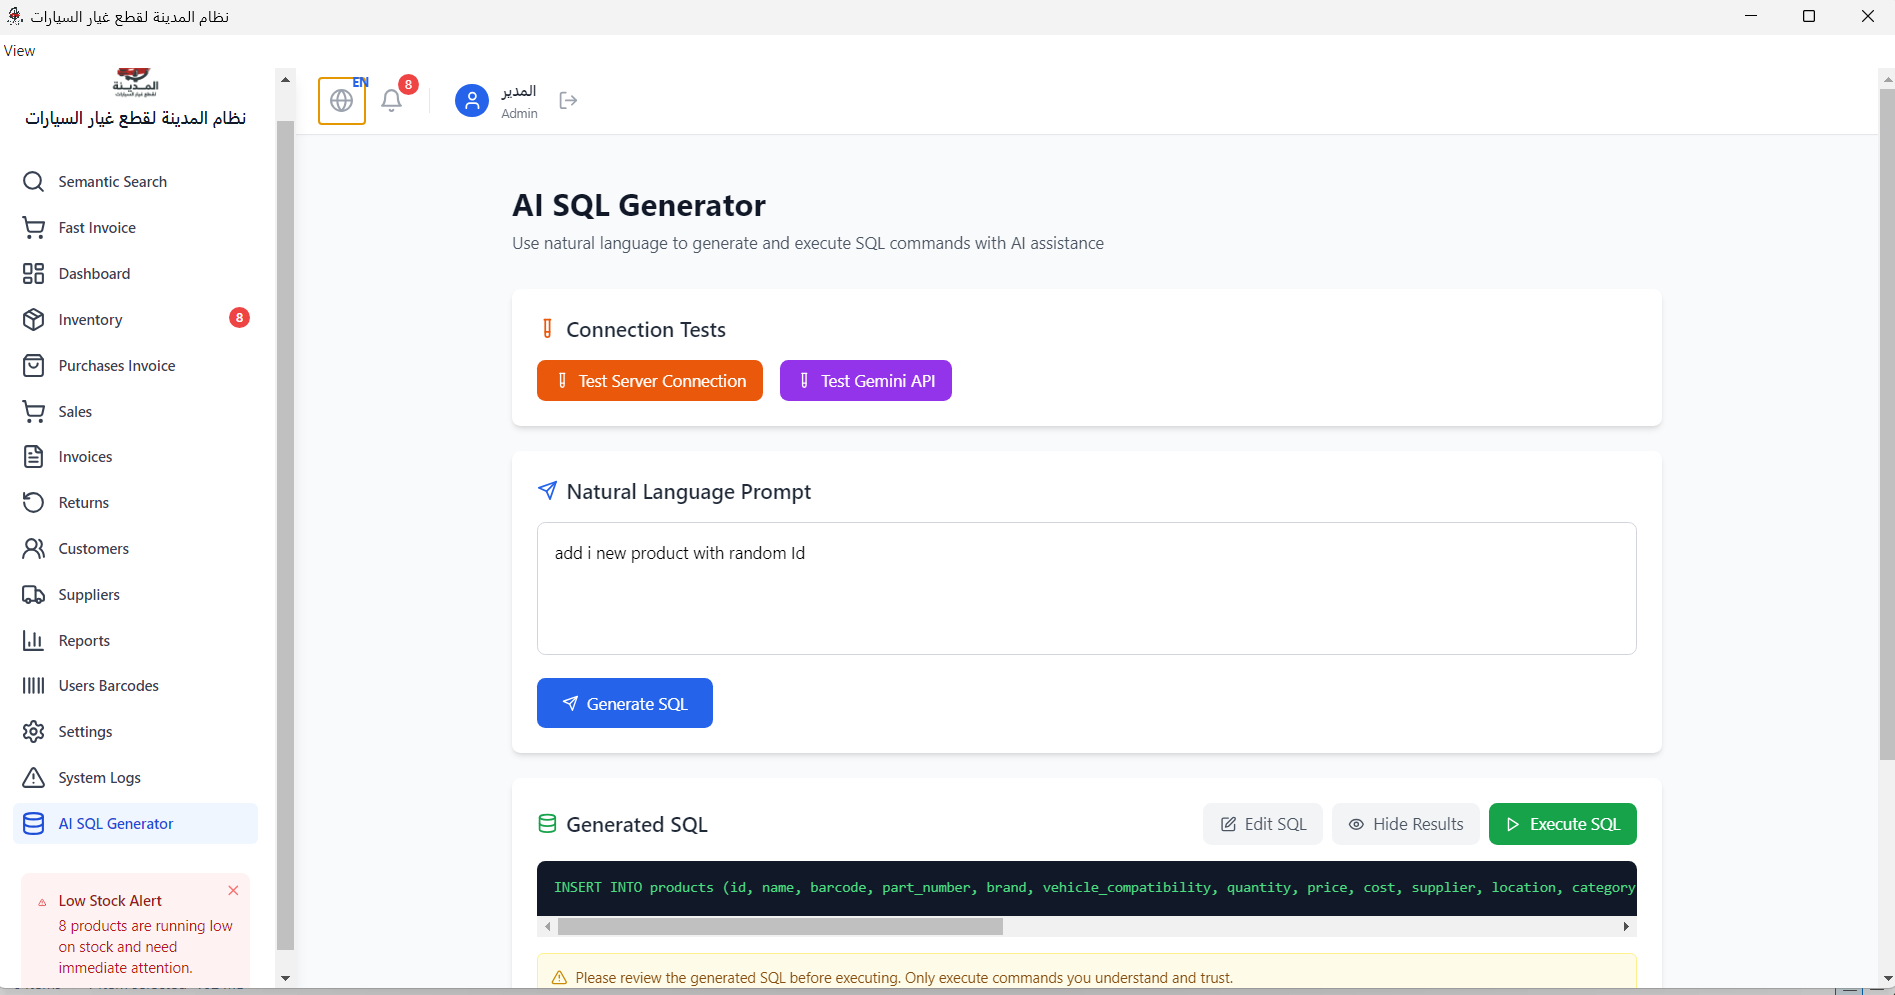 نظام المدينة لقطع غيار السيارات
View
المدينة
لقطع غيار السيارات
نظام المدينة لقطع غيار السيارات
Semantic Search
Fast Invoice
Dashboard
Inventory 8
Purchases Invoice
Sales
Invoices
Returns
Customers
Suppliers
Reports
Users Barcodes
Settings
System Logs
AI SQL Generator
Low Stock Alert
8 products are running low
on stock and need
immediate attention.
EN
8
المدير
Admin
AI SQL Generator
Use natural language to generate and execute SQL commands with AI assistance
Connection Tests
Test Server Connection
Test Gemini API
Natural Language Prompt
add i new product with random Id
Generate SQL
Generated SQL
Edit SQL
Hide Results
Execute SQL
INSERT INTO products (id, name, barcode, part_number, brand, vehicle_compatibility, quantity, price, cost, supplier, location, category
Please review the generated SQL before executing. Only execute commands you understand and trust.